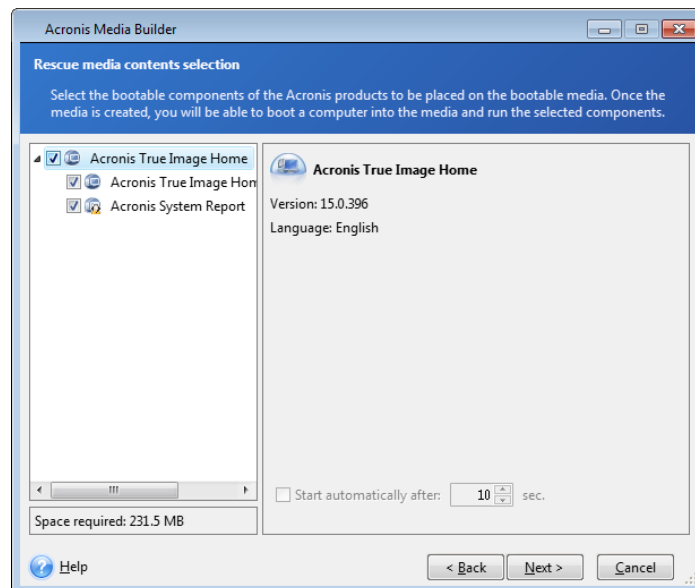 Acronis Media Builder
Rescue media contents selection
Select the bootable components of the Acronis products to be placed on the bootable media. Once the
media is created, you will be able to boot a computer into the media and run the selected components.
Acronis True Image Home
Acronis True Image Hom
Acronis System Report
Space required: 231.5 MB
Acronis True Image Home
Version: 15.0.396
Language: English
Start automatically after: 10 sec.
Help
< Back
Next >
Cancel